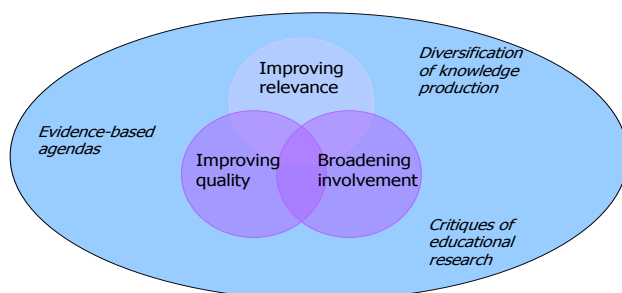 Improving
relevance
Diversification
of knowledge
production
Evidence-based
agendas
Improving
quality
Broadening
involvement
Critiques of
educational
research